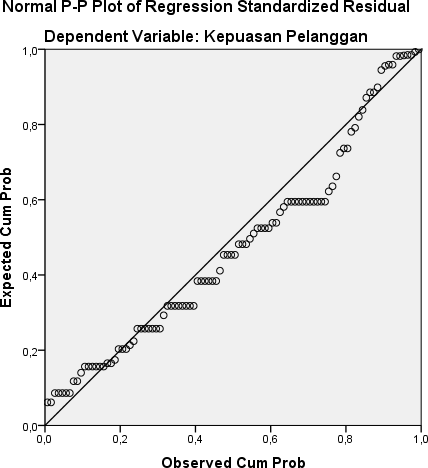 Normal P-P Plot of Regression Standardized Residual
Dependent Variable: Kepuasan Pelanggan
Expected Cum Prob
1,0
0,8
0,6
0,4
0,2
0,0
0,0 0,2 0,4 0,6 0,8 1,0
Observed Cum Prob